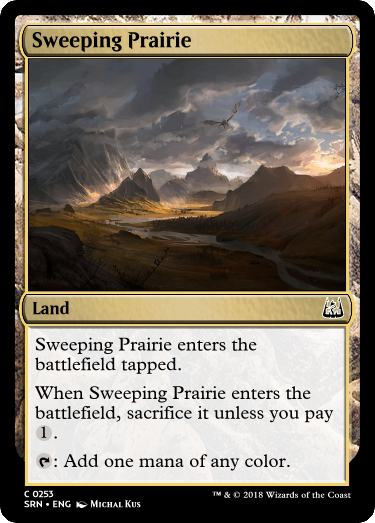 Sweeping Prairie
Land
Sweeping Prairie enters the
battlefield tapped.
When Sweeping Prairie enters the
battlefield, sacrifice it unless you pay
1.
: Add one mana of any color.
C 0253
SRN • ENG Michal Kus
™ & © 2018 Wizards of the Coast